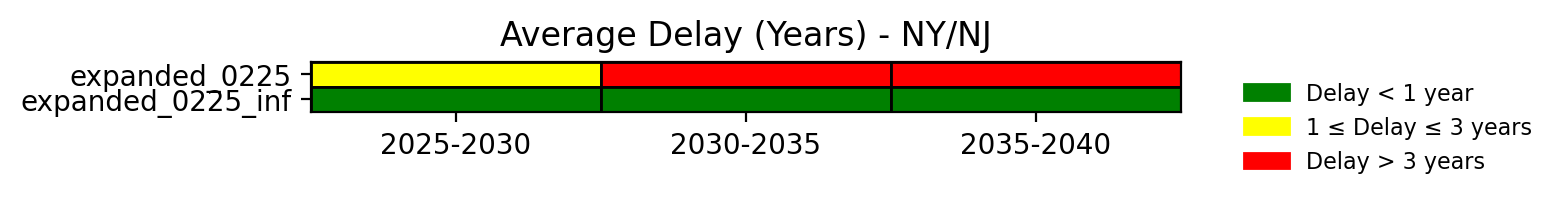 Average Delay (Years) - NY/NJ
expanded_0225
expanded_0225_inf
2025-2030
2030-2035
2035-2040
Delay < 1 year
1 ≤ Delay ≤ 3 years
Delay > 3 years